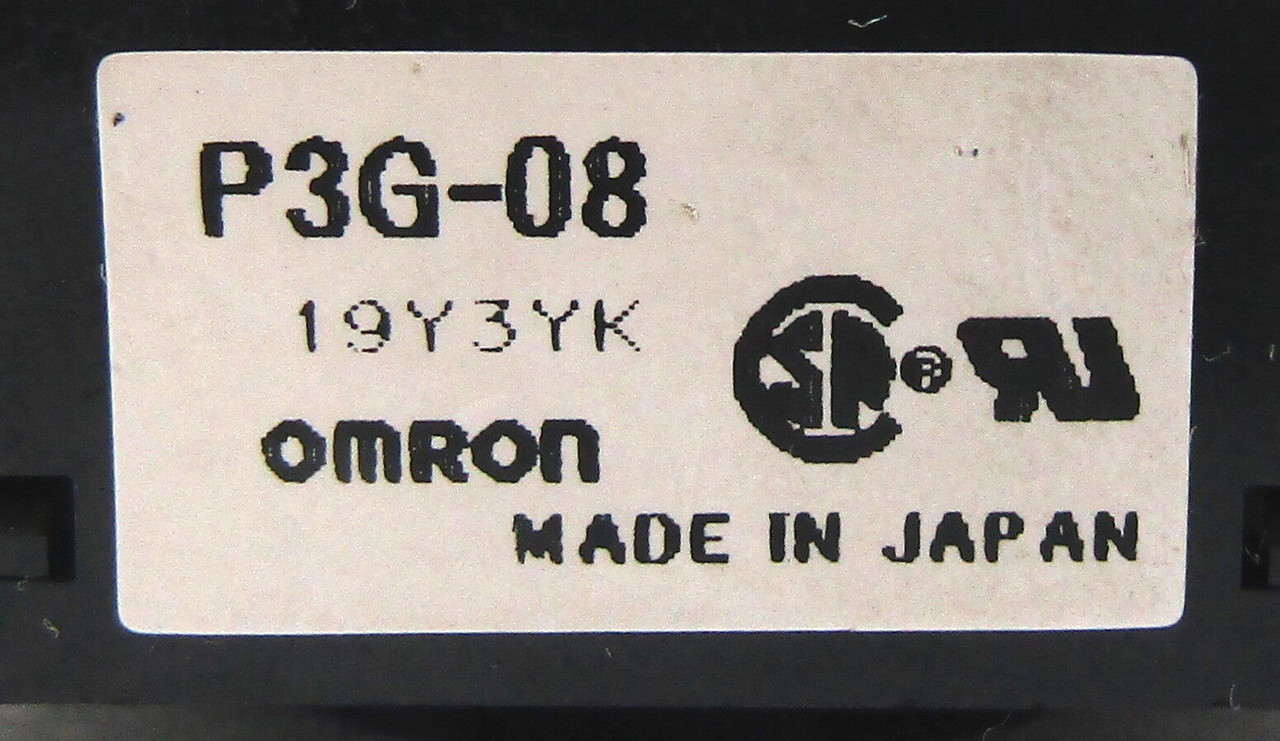 P3G-08
19Y3YK
omron
MADE IN JAPAN